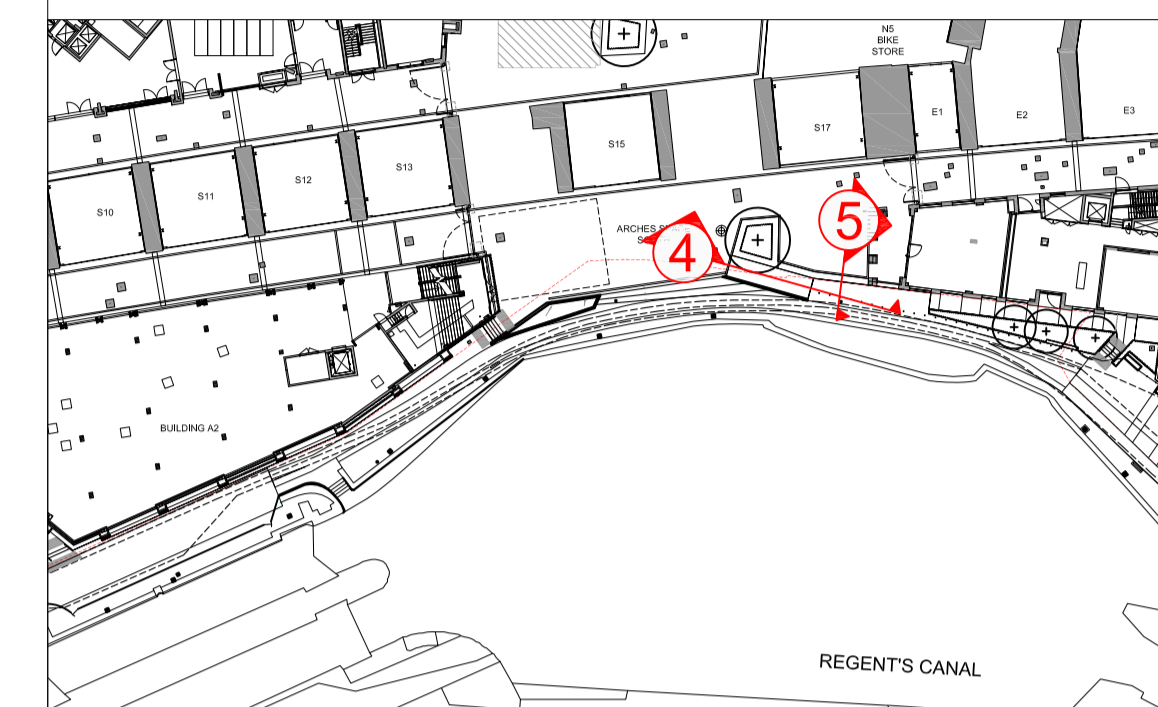 N5
BIKE
STORE
E1
E2
E3
S17
S15
S13
S12
S11
S10
ARCHES
4
5
BUILDING A2
REGENT'S CANAL